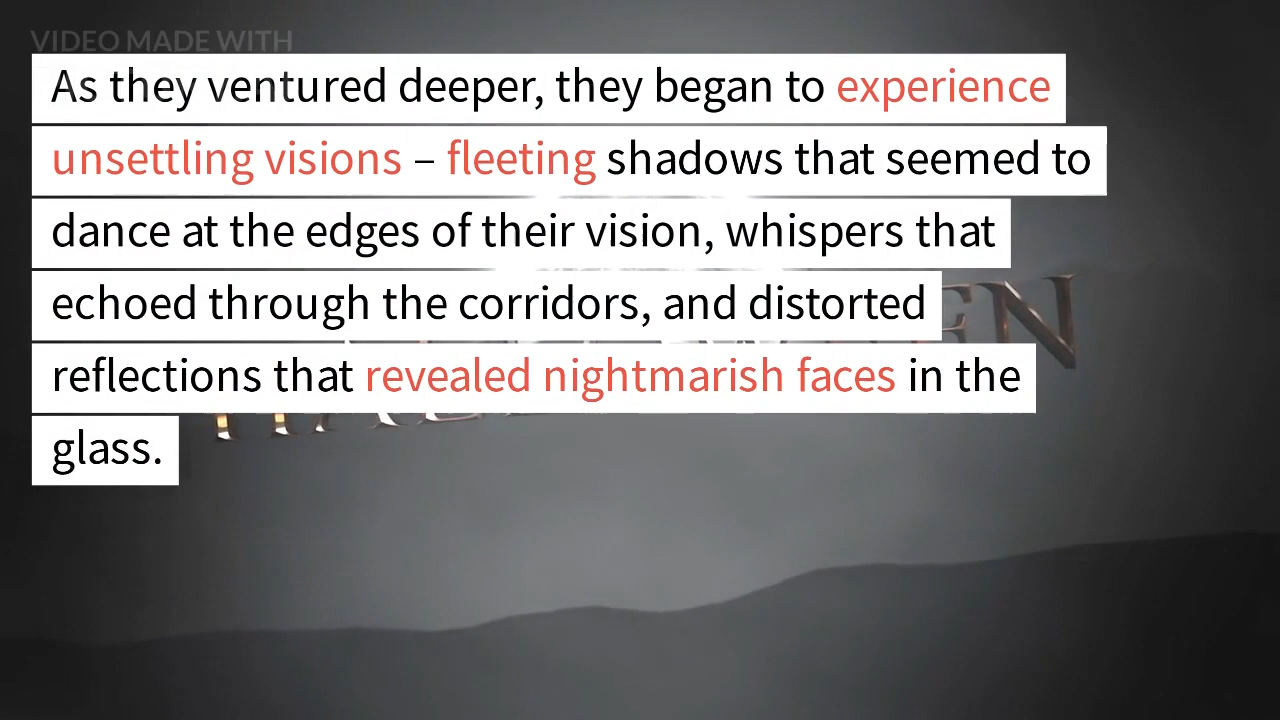 VIDEO MADE WITH
As they ventured deeper, they began to experience
unsettling visions – fleeting shadows that seemed to
dance at the edges of their vision, whispers that
echoed through the corridors, and distorted
reflections that revealed nightmarish faces in the
glass.